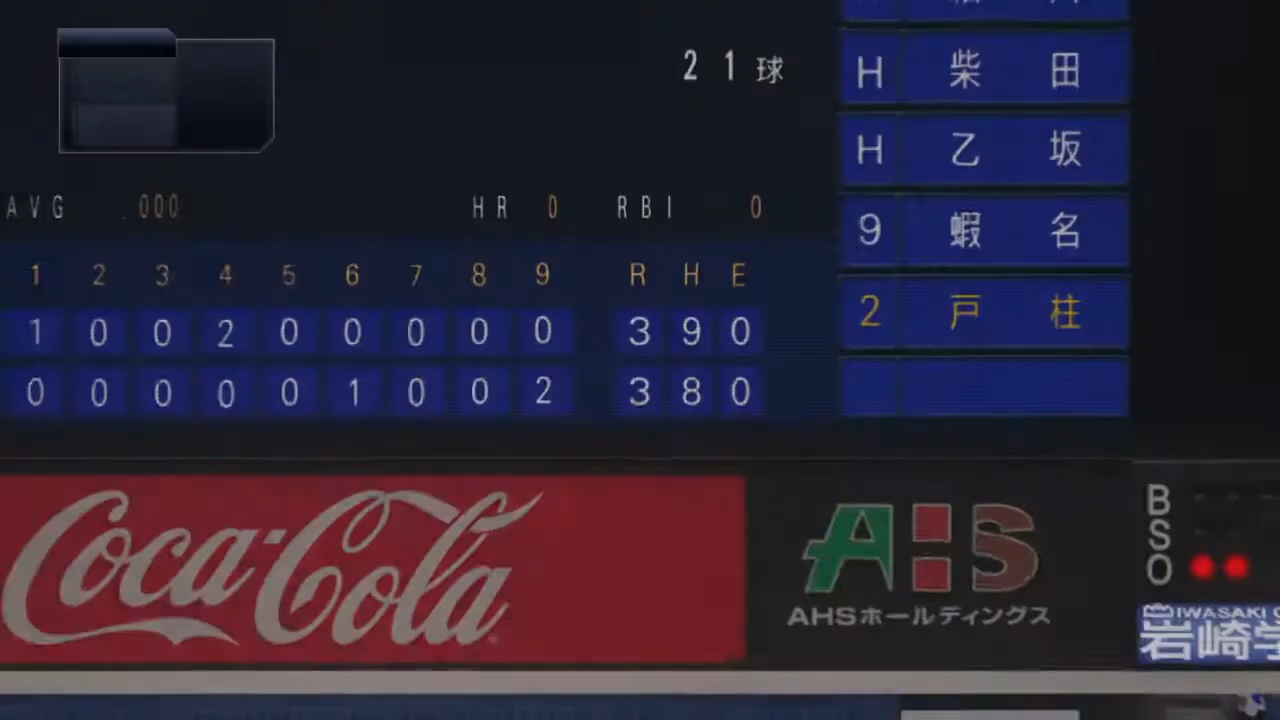 21球
H 柴田
H 乙坂
9 蝦名
2 戸柱
AVG .000 HR 0 RBI 0
1 2 3 4 5 6 7 8 9 R H E
1 0 0 2 0 0 0 0 0 3 9 0
0 0 0 0 0 1 0 0 2 3 8 0
Coca-Cola
AHS
AHSホールディングス
B
S
O
IWASAKI
岩崎学